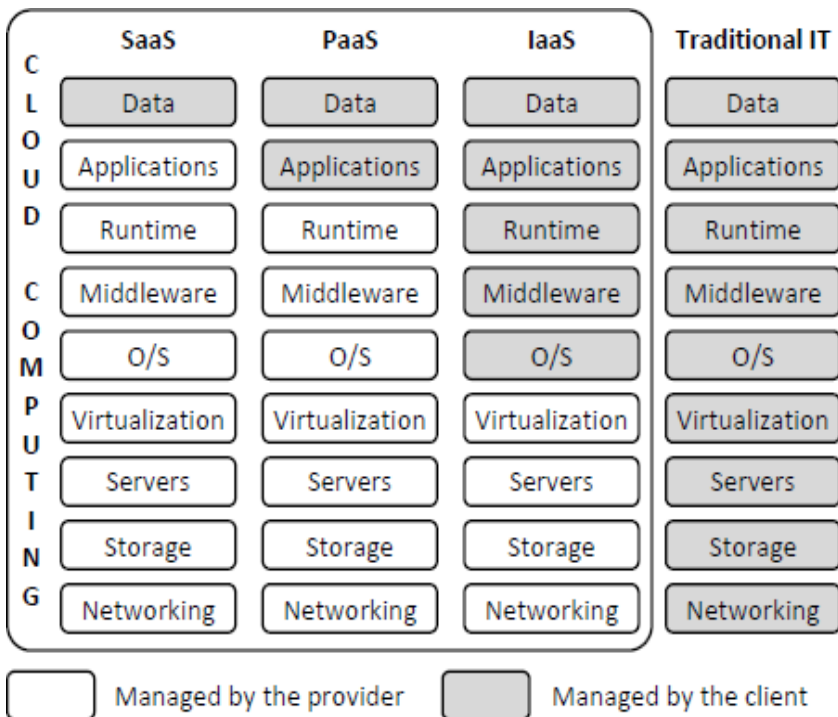 SaaS PaaS IaaS Traditional IT
CLOUD COMPUTING
Data Data Data Data
Applications Applications Applications Applications
Runtime Runtime Runtime Runtime
Middleware Middleware Middleware Middleware
O/S O/S O/S O/S
Virtualization Virtualization Virtualization Virtualization
Servers Servers Servers Servers
Storage Storage Storage Storage
Networking Networking Networking Networking
Managed by the provider Managed by the client